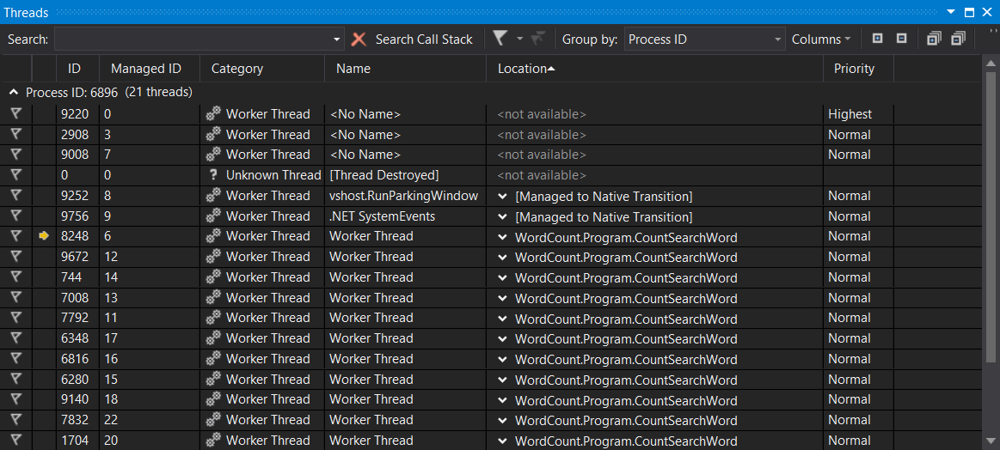 Threads
Search: Search Call Stack Group by: Process ID Columns
ID Managed ID Category Name Location Priority
Process ID: 6896 (21 threads)
9220 0 Worker Thread <No Name> <not available> Highest
2908 3 Worker Thread <No Name> <not available> Normal
9008 7 Worker Thread <No Name> <not available> Normal
0 0 ? Unknown Thread [Thread Destroyed] <not available>
9252 8 Worker Thread vshost.RunParkingWindow [Managed to Native Transition] Normal
9756 9 Worker Thread .NET SystemEvents [Managed to Native Transition] Normal
8248 6 Worker Thread Worker Thread WordCount.Program.CountSearchWord Normal
9672 12 Worker Thread Worker Thread WordCount.Program.CountSearchWord Normal
744 14 Worker Thread Worker Thread WordCount.Program.CountSearchWord Normal
7008 13 Worker Thread Worker Thread WordCount.Program.CountSearchWord Normal
7792 11 Worker Thread Worker Thread WordCount.Program.CountSearchWord Normal
6348 17 Worker Thread Worker Thread WordCount.Program.CountSearchWord Normal
6816 16 Worker Thread Worker Thread WordCount.Program.CountSearchWord Normal
6280 15 Worker Thread Worker Thread WordCount.Program.CountSearchWord Normal
9140 18 Worker Thread Worker Thread WordCount.Program.CountSearchWord Normal
7832 22 Worker Thread Worker Thread WordCount.Program.CountSearchWord Normal
1704 20 Worker Thread Worker Thread WordCount.Program.CountSearchWord Normal